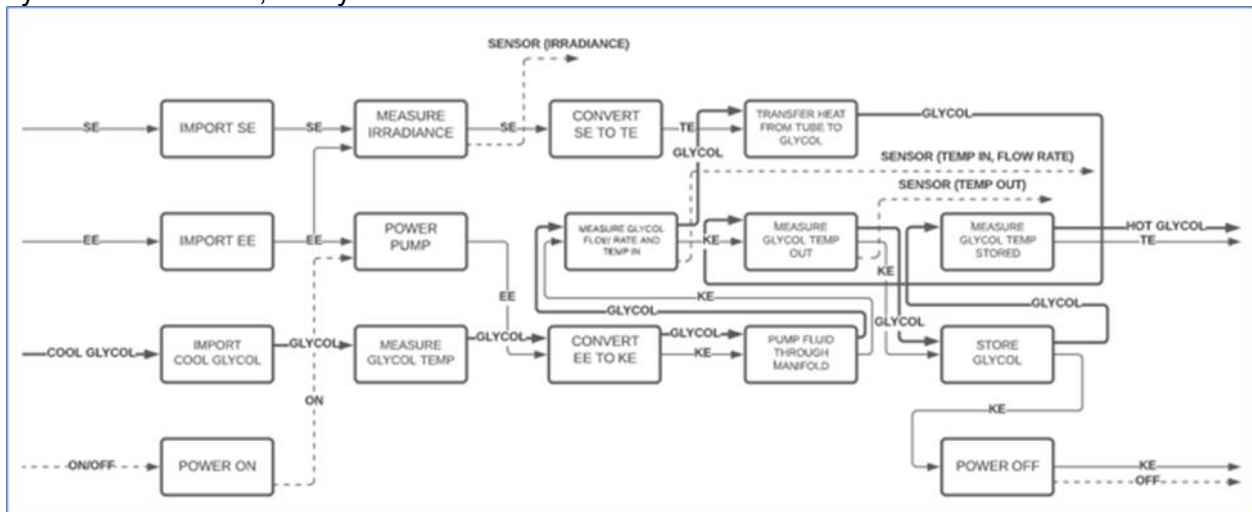 SENSOR (IRRADIANCE)
SE
IMPORT SE
SE
MEASURE
IRRADIANCE
SE
CONVERT
SE TO TE
TE
TRANSFER HEAT
FROM TUBE TO
GLYCOL
GLYCOL
GLYCOL
SENSOR (TEMP IN, FLOW RATE)
SENSOR (TEMP OUT)
EE
IMPORT EE
EE
POWER
PUMP
MEASURE GLYCOL
FLOW RATE AND
TEMP IN
KE
MEASURE
GLYCOL TEMP
OUT
KE
MEASURE
GLYCOL TEMP
STORED
HOT GLYCOL
TE
EE
KE
GLYCOL
GLYCOL
GLYCOL
COOL GLYCOL
IMPORT
COOL GLYCOL
GLYCOL
MEASURE
GLYCOL TEMP
GLYCOL
CONVERT
EE TO KE
GLYCOL
KE
PUMP FLUID
THROUGH
MANIFOLD
STORE
GLYCOL
ON
KE
ON/OFF
POWER ON
POWER OFF
KE
OFF